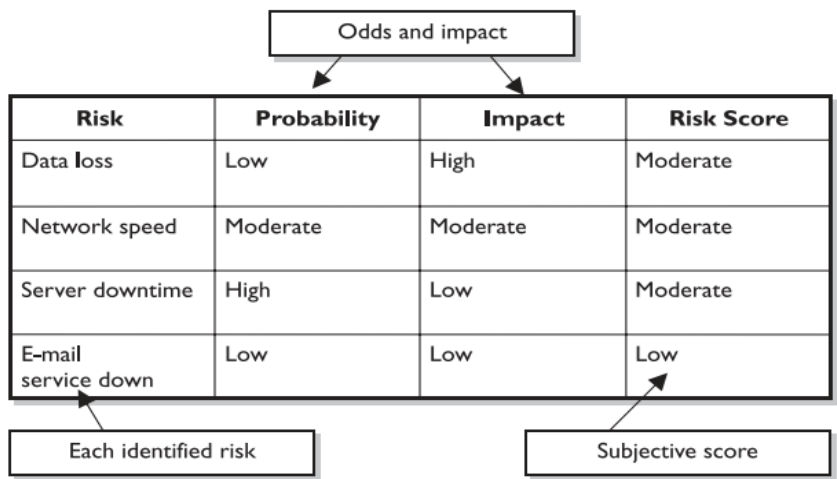 Odds and impact
Risk Probability Impact Risk Score
Data loss Low High Moderate
Network speed Moderate Moderate Moderate
Server downtime High Low Moderate
E-mail Low Low Low
service down
Each identified risk Subjective score